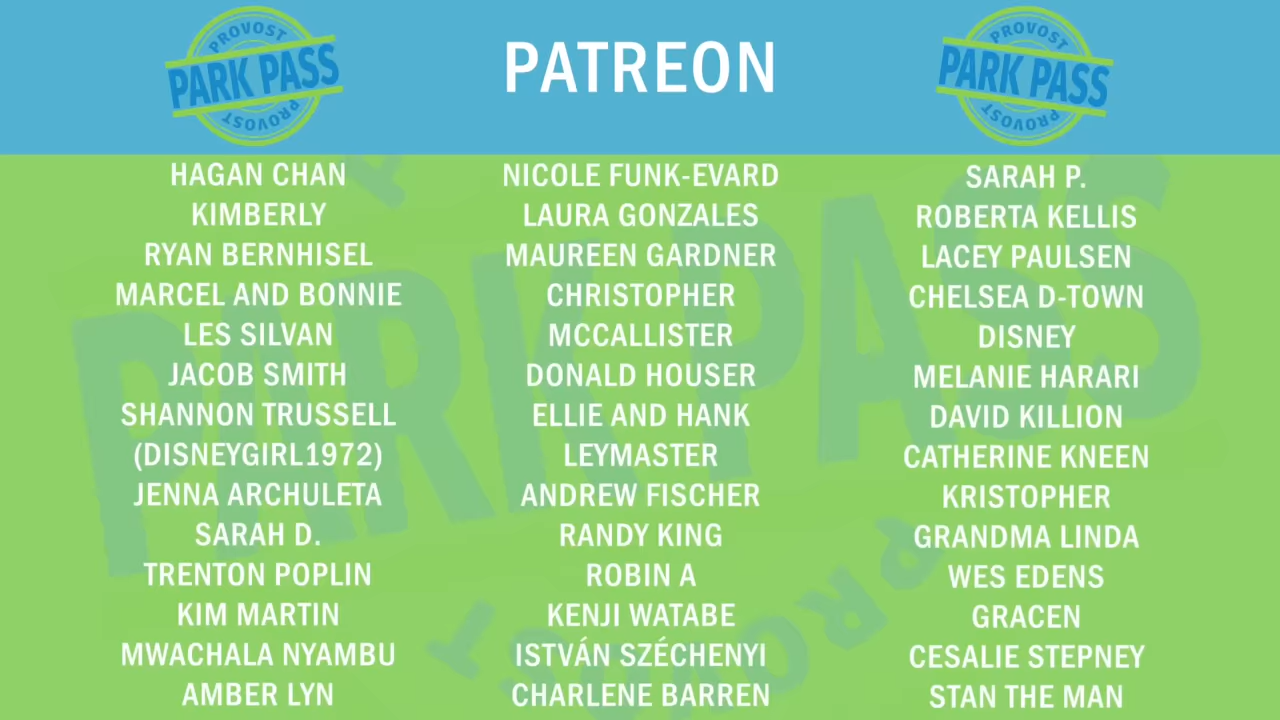 PROVOST
PARK PASS
PROVOST
PATREON
PROVOST
PARK PASS
PROVOST
HAGAN CHAN
KIMBERLY
RYAN BERNHISEL
MARCEL AND BONNIE
LES SILVAN
JACOB SMITH
SHANNON TRUSSELL
(DISNEYGIRL1972)
JENNA ARCHULETA
SARAH D.
TRENTON POPLIN
KIM MARTIN
MWACHALA NYAMBU
AMBER LYN
NICOLE FUNK-EVARD
LAURA GONZALES
MAUREEN GARDNER
CHRISTOPHER
MCCALLISTER
DONALD HOUSER
ELLIE AND HANK
LEYMASTER
ANDREW FISCHER
RANDY KING
ROBIN A
KENJI WATABE
ISTVÁN SZÉCHENYI
CHARLENE BARREN
SARAH P.
ROBERTA KELLIS
LACEY PAULSEN
CHELSEA D-TOWN
DISNEY
MELANIE HARARI
DAVID KILLION
CATHERINE KNEEN
KRISTOPHER
GRANDMA LINDA
WES EDENS
GRACEN
CESALIE STEPNEY
STAN THE MAN
PARK PASS
PROVOST